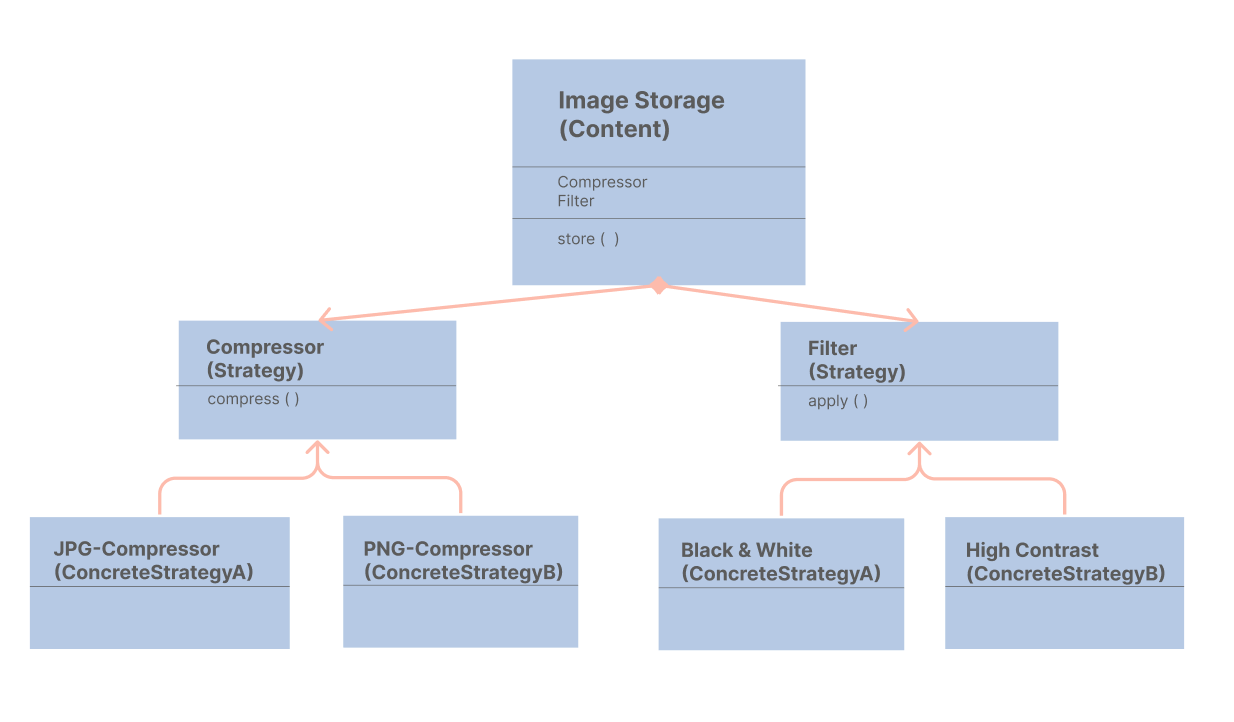 Image Storage
(Content)
Compressor
Filter
store (  )
Compressor
(Strategy)
compress ( )
Filter
(Strategy)
apply ( )
JPG-Compressor
(ConcreteStrategyA)
PNG-Compressor
(ConcreteStrategyB)
Black & White
(ConcreteStrategyA)
High Contrast
(ConcreteStrategyB)